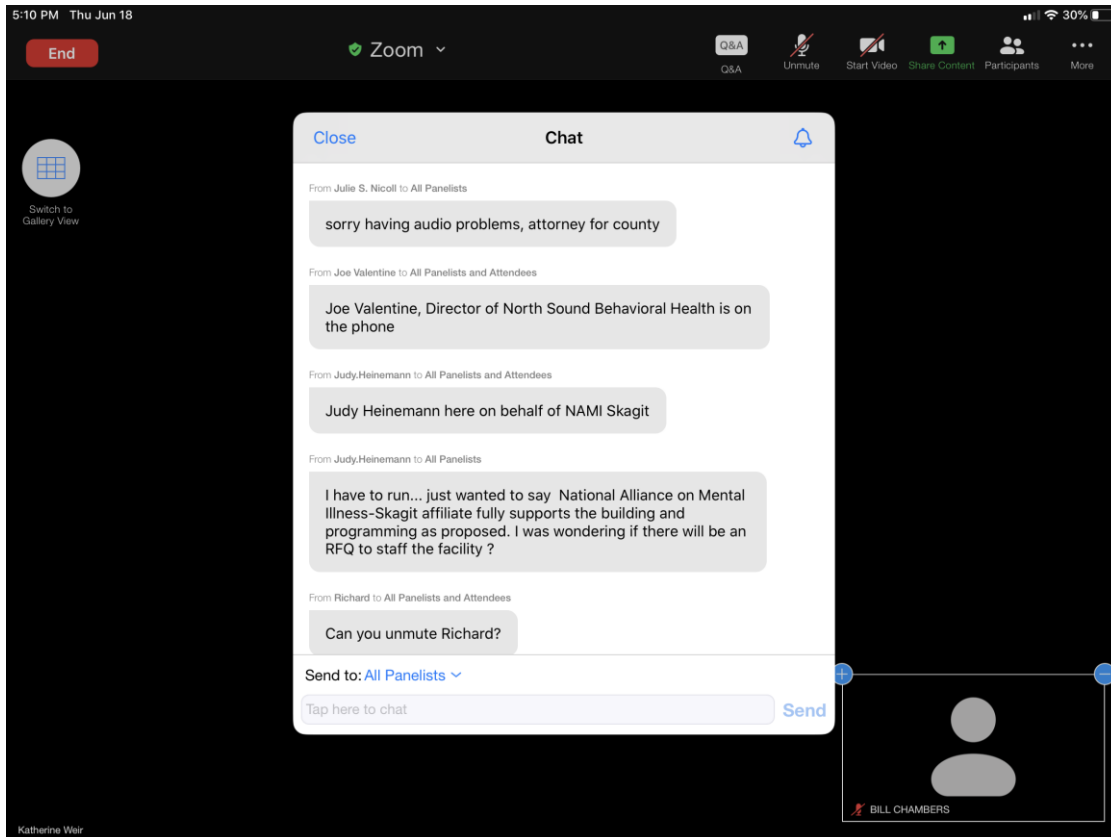 5:10 PM Thu Jun 18
30%
End
Zoom
Q&A
Q&A
Unmute
Start Video
Share Content
Participants
More
Switch to
Gallery View
Close
Chat
From Julie S. Nicoll to All Panelists
sorry having audio problems, attorney for county
From Joe Valentine to All Panelists and Attendees
Joe Valentine, Director of North Sound Behavioral Health is on
the phone
From Judy.Heinemann to All Panelists and Attendees
Judy Heinemann here on behalf of NAMI Skagit
From Judy.Heinemann to All Panelists
I have to run... just wanted to say National Alliance on Mental
Illness-Skagit affiliate fully supports the building and
programming as proposed. I was wondering if there will be an
RFQ to staff the facility ?
From Richard to All Panelists and Attendees
Can you unmute Richard?
Send to: All Panelists
Tap here to chat
Send
BILL CHAMBERS
Katherine Weir